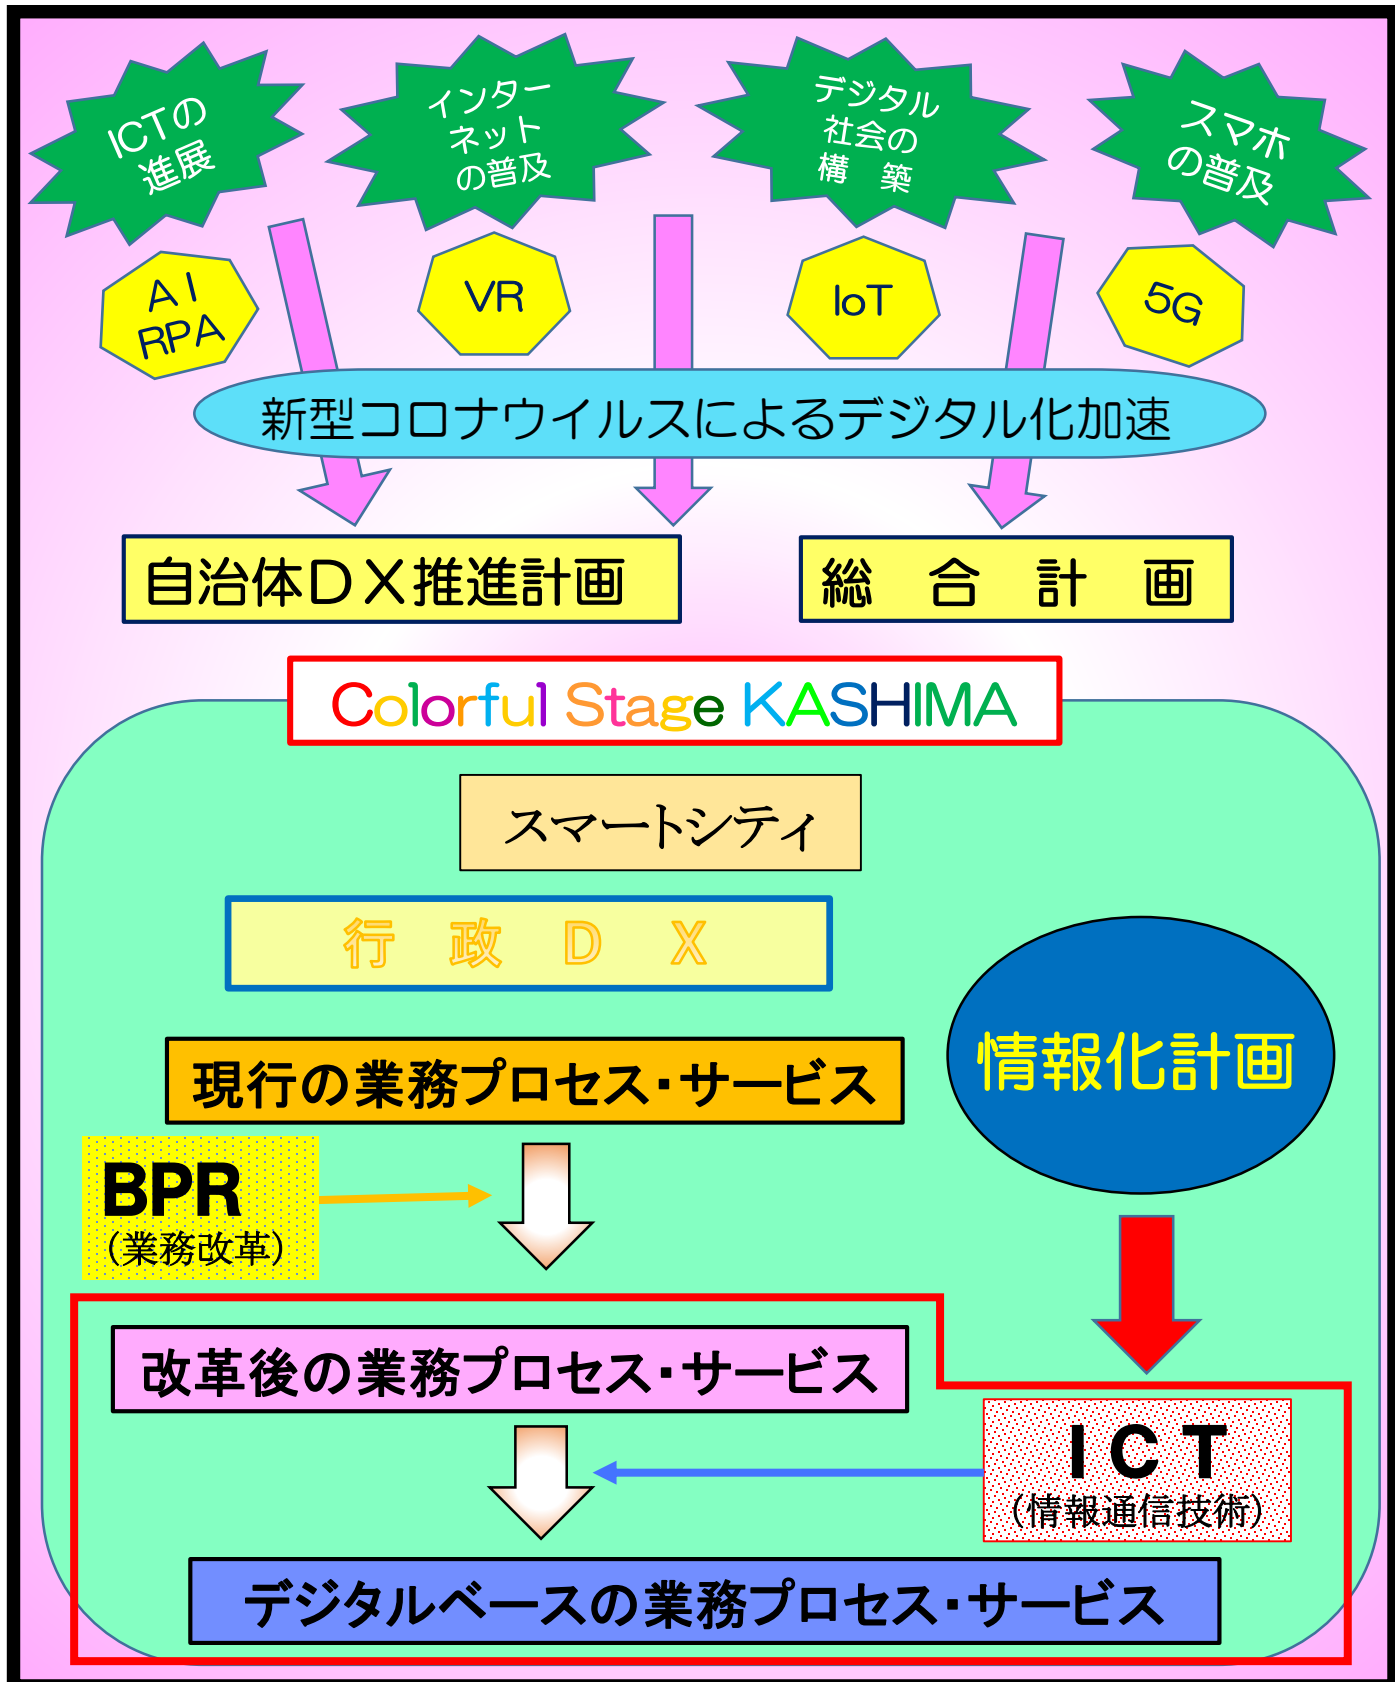 ICTの
進展
インター
ネット
の普及
デジタル
社会の
構　築
スマホ
の普及
ＡＩ
RPA
VR
IoT
5G
新型コロナウイルスによるデジタル化加速
自治体ＤＸ推進計画
総　合　計　画
Colorful Stage KASHIMA
スマートシティ
行　政　Ｄ　Ｘ
情報化計画
現行の業務プロセス・サービス
BPR
（業務改革）
改革後の業務プロセス・サービス
ＩＣＴ
（情報通信技術）
デジタルベースの業務プロセス・サービス